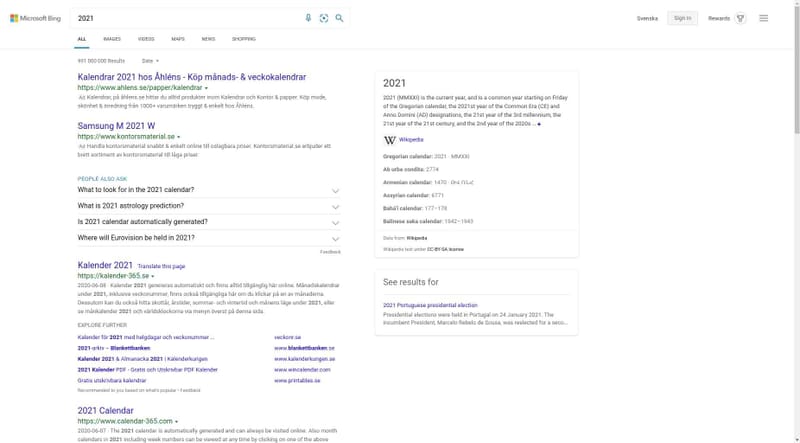 Microsoft Bing
2021
Svenska
Sign in
Rewards
ALL
IMAGES
VIDEOS
MAPS
NEWS
SHOPPING
491 000 000 Results
Date
Kalendrar 2021 hos Åhléns - Köp månads- & veckokalendrar
https://www.ahlens.se/papper/kalendrar
Ad Kalendrar, på åhlens.se hittar du alltid produkter inom Kalendrar och Kontor & papper. Köp mode,
skönhet & inredning från 1000+ varumärken tryggt & enkelt hos Åhléns.
Samsung M 2021 W
https://www.kontorsmaterial.se
Ad Handla kontorsmaterial snabbt & enkelt online till oslagbara priser. Kontorsmaterial.se erbjuder ett
brett sortiment av kontorsmaterial till låga priser.
PEOPLE ALSO ASK
What to look for in the 2021 calendar?
What is 2021 astrology prediction?
Is 2021 calendar automatically generated?
Where will Eurovision be held in 2021?
Feedback
Kalender 2021
Translate this page
https://kalender-365.se
2020-06-08 · Kalender 2021 genereras automatiskt och finns alltid tillgänglig här online. Månadskalendrar
under 2021, inklusive veckonummer, finns också tillgängliga här om du klickar på en av månaderna.
Dessutom kan du också hitta skottår, årstider, sommar- och vintertid och månens läge under 2021, eller
se månkalender och världsklockorna via menyn överst på denna sida.
EXPLORE FURTHER
Kalender för 2021 med helgdagar och veckonummer ...
veckonr.se
2021-arkiv – Blankettbanken
www.blankettbanken.se
Kalender 2021 & Almanacka 2021 i Kalenderkungen
www.kalenderkungen.se
2021 Kalender PDF - Gratis och Utskrivbar PDF Kalender
www.wincalendar.com
Gratis utskrivbara kalendrar
www.printables.se
Recommended to you based on what's popular • Feedback
2021 Calendar
https://www.calendar-365.com
2020-06-07 · The 2021 calendar is automatically generated and can always be visited online. Also month
calendars in 2021 including week numbers can be viewed at any time by clicking on one of the above
2021
2021 (MMXXI) is the current year, and is a common year starting on Friday
of the Gregorian calendar, the 2021st year of the Common Era (CE) and
Anno Domini (AD) designations, the 21st year of the 3rd millennium, the
21st year of the 21st century, and the 2nd year of the 2020s ...
W Wikipedia
Gregorian calendar: 2021 · MMXXI
Ab urbe condita: 2774
Armenian calendar: 1470 ·
Assyrian calendar: 6771
Bahá'í calendar: 177–178
Balinese saka calendar: 1942–1943
Data from: Wikipedia
Wikipedia text under CC-BY-SA license
See results for
2021 Portuguese presidential election
Presidential elections were held in Portugal on 24 January 2021. The
incumbent President, Marcelo Rebelo de Sousa, was reelected for a seco...